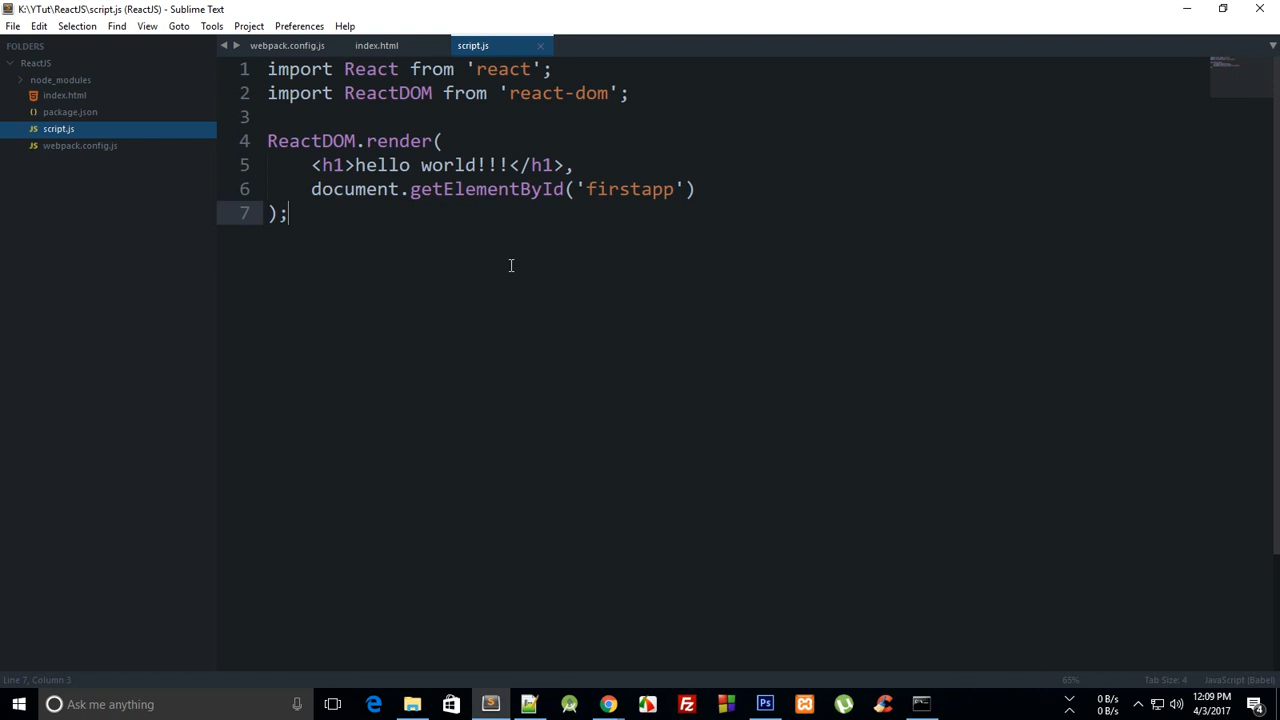 K:\YTut\ReactJS\script.js (ReactJS) - Sublime Text
File Edit Selection Find View Goto Tools Project Preferences Help
FOLDERS
ReactJS
node_modules
index.html
package.json
script.js
webpack.config.js
webpack.config.js index.html script.js
1 import React from 'react';
2 import ReactDOM from 'react-dom';
3
4 ReactDOM.render(
5 <h1>hello world!!!</h1>,
6 document.getElementById('firstapp')
7 );
Line 7, Column 3 65% Tab Size: 4 JavaScript (Babel)
Ask me anything
0 B/s
0 B/s
12:09 PM
4/3/2017
4